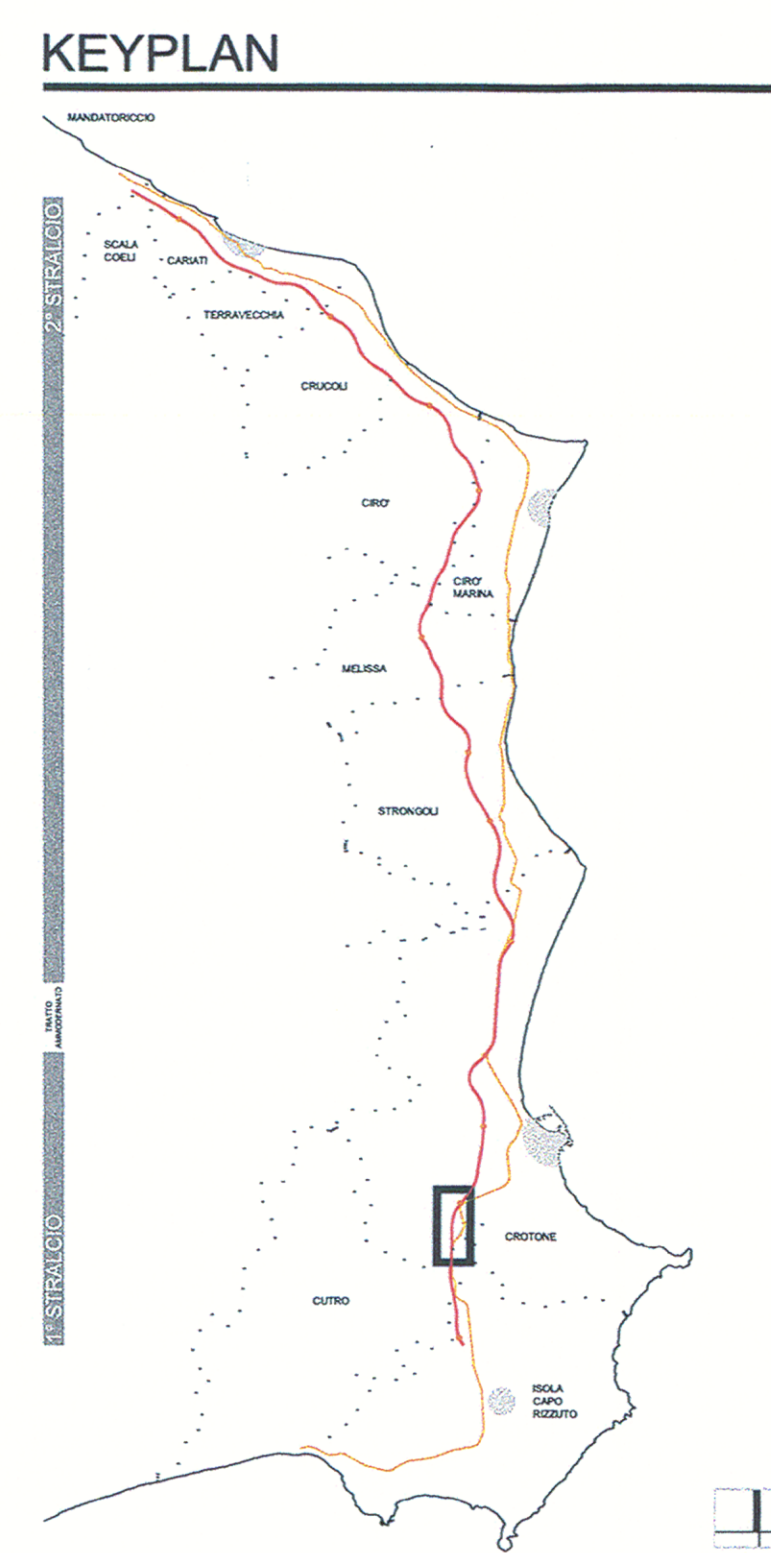 KEYPLAN
MANDATORICCIO
2° STRALCIO
SCALA
COELI
CARIATI
TERRAVECCHIA
CRUCOLI
CIRO'
CIRO'
MARINA
MELISSA
STRONGOLI
TRATTO
AMMODERNATO
1° STRALCIO
CROTONE
CUTRO
ISOLA
CAPO
RIZZUTO